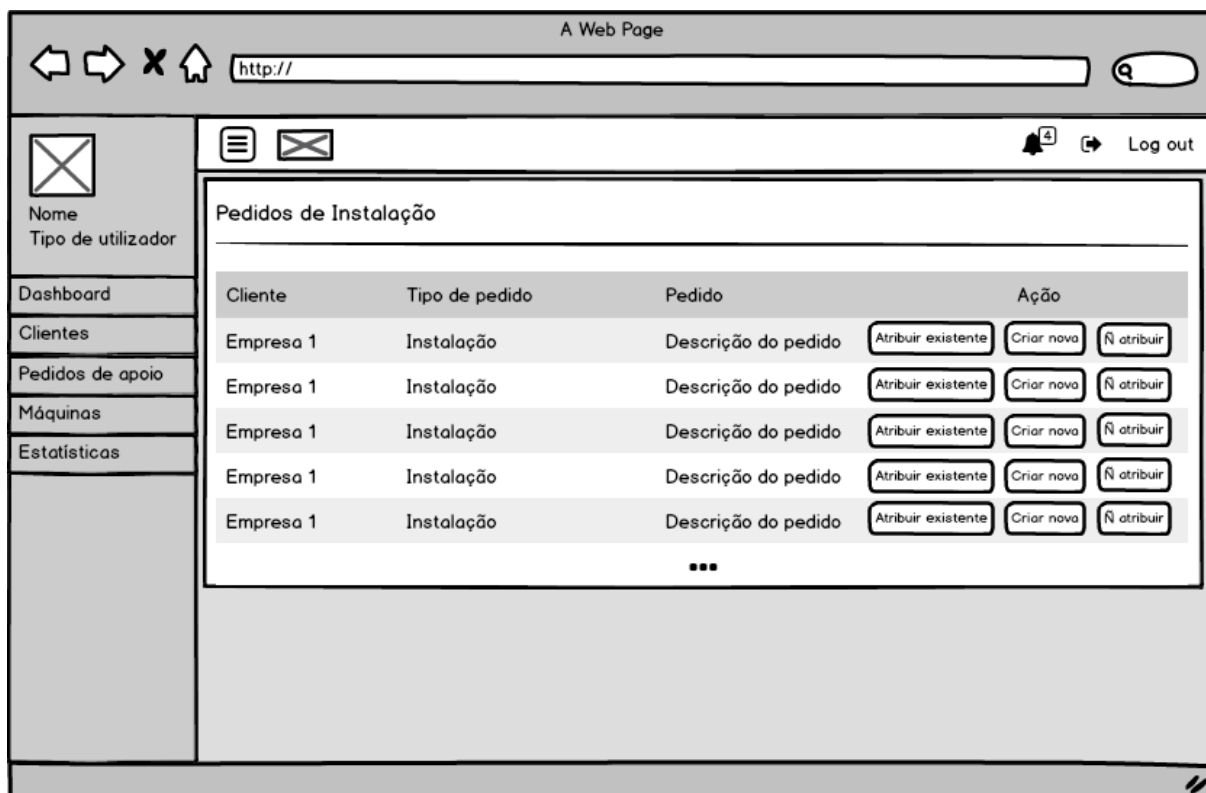 A Web Page
http://
4
Log out
Nome
Tipo de utilizador
Dashboard
Clientes
Pedidos de apoio
Máquinas
Estatísticas
Pedidos de Instalação
Cliente Tipo de pedido Pedido Ação
Empresa 1 Instalação Descrição do pedido Atribuir existente Criar nova Ñ atribuir
Empresa 1 Instalação Descrição do pedido Atribuir existente Criar nova Ñ atribuir
Empresa 1 Instalação Descrição do pedido Atribuir existente Criar nova Ñ atribuir
Empresa 1 Instalação Descrição do pedido Atribuir existente Criar nova Ñ atribuir
Empresa 1 Instalação Descrição do pedido Atribuir existente Criar nova Ñ atribuir